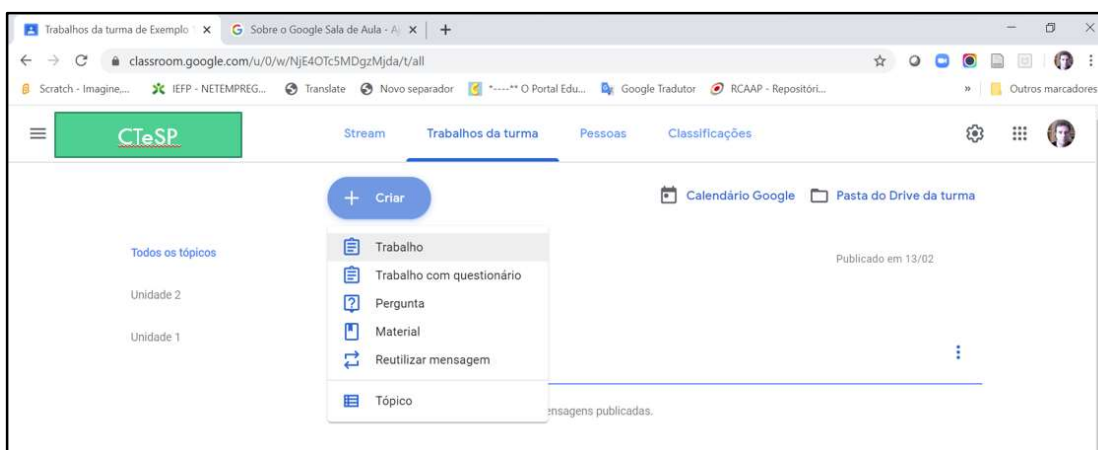 Trabalhos da turma de Exemplo
Sobre o Google Sala de Aula - Aj
classroom.google.com/u/0/w/NjE4OTc5MDgzMjda/t/all
Scratch - Imagine,... IEFP - NETEMPREG... Translate Novo separador *----** O Portal Edu... Google Tradutor RCAAP - Repositóri... » Outros marcadores
CTeSP Stream Trabalhos da turma Pessoas Classificações
Criar Calendário Google Pasta do Drive da turma
Todos os tópicos
Unidade 2
Unidade 1
Trabalho
Trabalho com questionário
Pergunta
Material
Reutilizar mensagem
Tópico
Publicado em 13/02
ensagens publicadas.